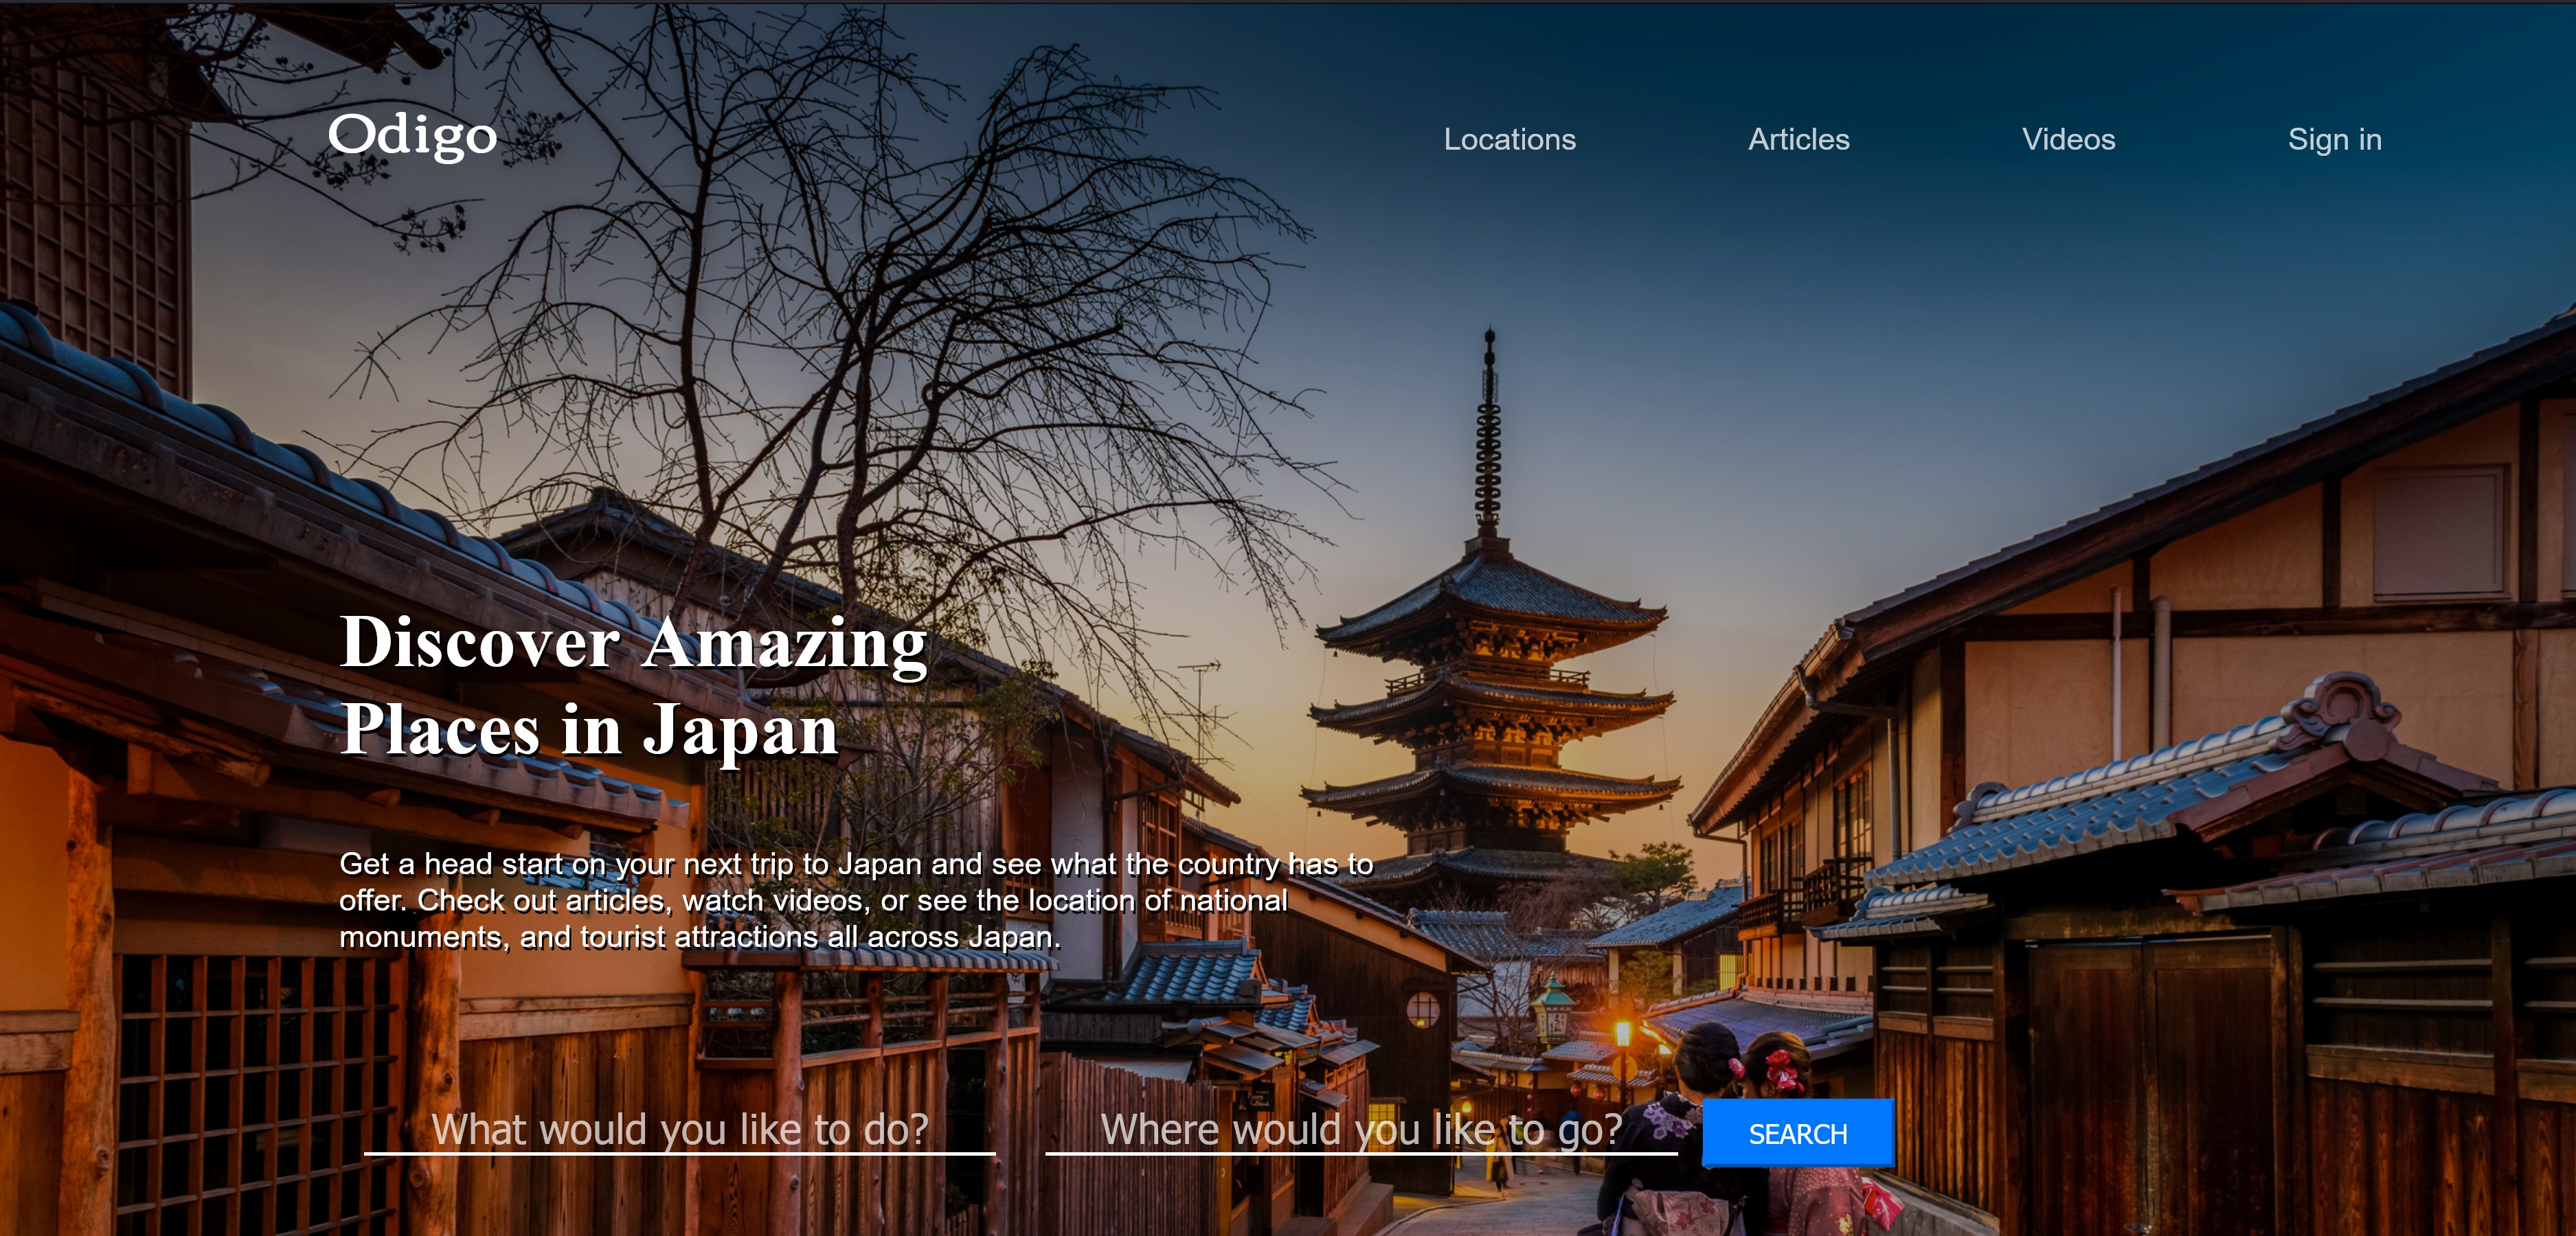 Odigo
Locations
Articles
Videos
Sign in
Discover Amazing
Places in Japan
Get a head start on your next trip to Japan and see what the country has to
offer. Check out articles, watch videos, or see the location of national
monuments, and tourist attractions all across Japan.
What would you like to do?
Where would you like to go?
SEARCH